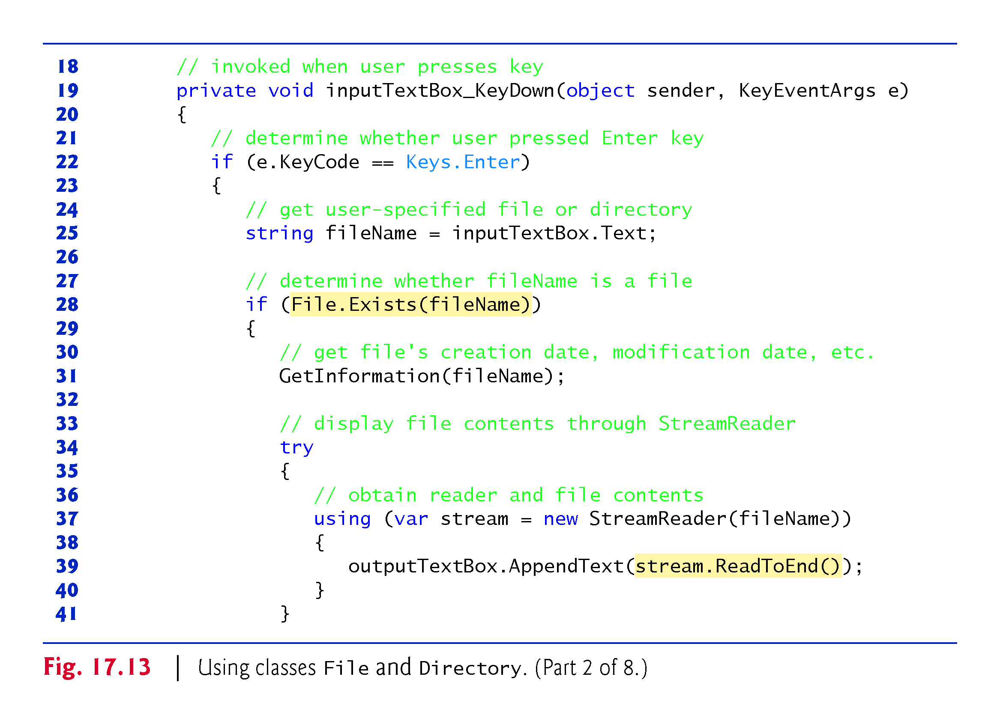 18 // invoked when user presses key
19 private void inputTextBox_KeyDown(object sender, KeyEventArgs e)
20 {
21 // determine whether user pressed Enter key
22 if (e.KeyCode == Keys.Enter)
23 {
24 // get user-specified file or directory
25 string fileName = inputTextBox.Text;
26
27 // determine whether fileName is a file
28 if (File.Exists(fileName))
29 {
30 // get file's creation date, modification date, etc.
31 GetInformation(fileName);
32
33 // display file contents through StreamReader
34 try
35 {
36 // obtain reader and file contents
37 using (var stream = new StreamReader(fileName))
38 {
39 outputTextBox.AppendText(stream.ReadToEnd());
40 }
41 }
Fig. 17.13 | Using classes File and Directory. (Part 2 of 8.)